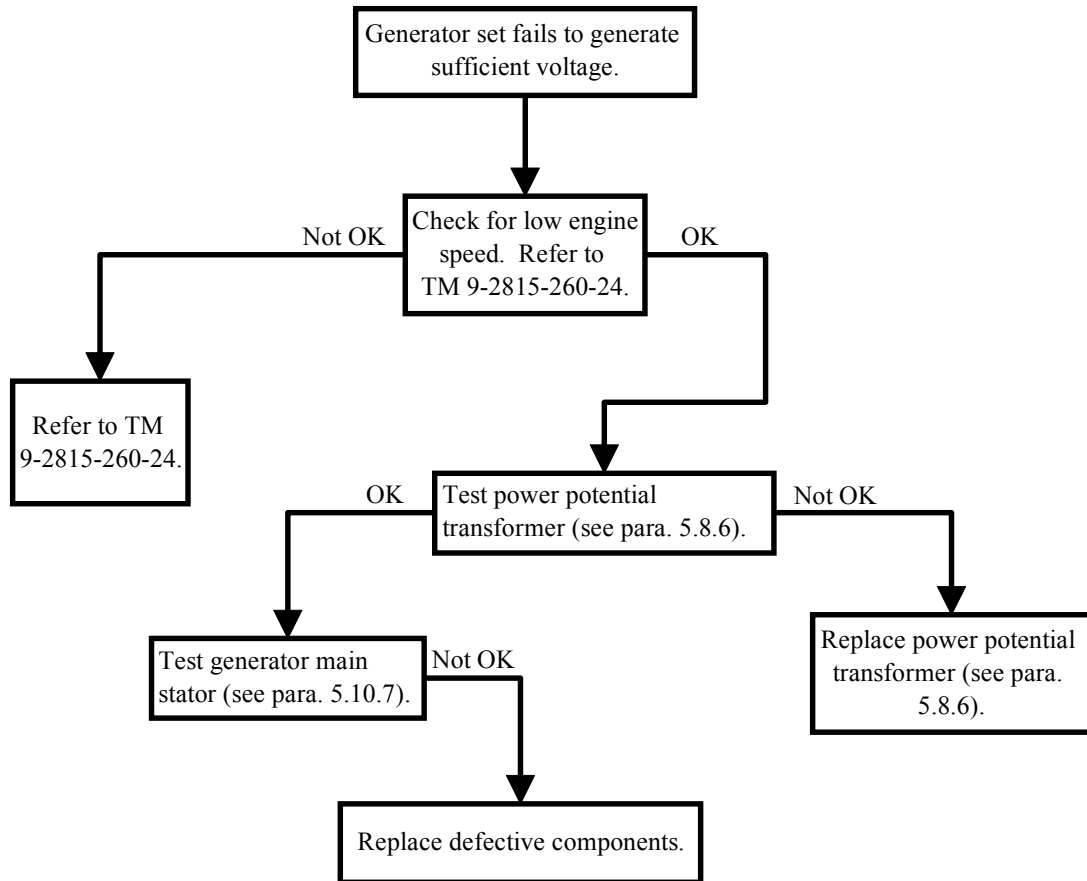 Generator set fails to generate
sufficient voltage.
Check for low engine
speed.  Refer to
TM 9-2815-260-24.
Not OK
OK
Refer to TM
9-2815-260-24.
Test power potential
transformer (see para. 5.8.6).
OK
Not OK
Test generator main
stator (see para. 5.10.7).
Not OK
Replace power potential
transformer (see para.
5.8.6).
Replace defective components.